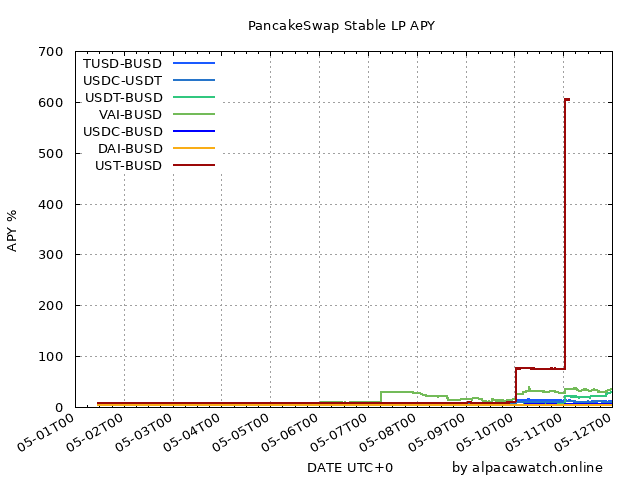 PancakeSwap Stable LP APY
700
600
500
400
300
200
100
0
APY %
TUSD-BUSD
USDC-USDT
USDT-BUSD
VAI-BUSD
USDC-BUSD
DAI-BUSD
UST-BUSD
05-01T00
05-02T00
05-03T00
05-04T00
05-05T00
05-06T00
05-07T00
05-08T00
05-09T00
05-10T00
05-11T00
05-12T00
DATE UTC+0
by alpacawatch.online